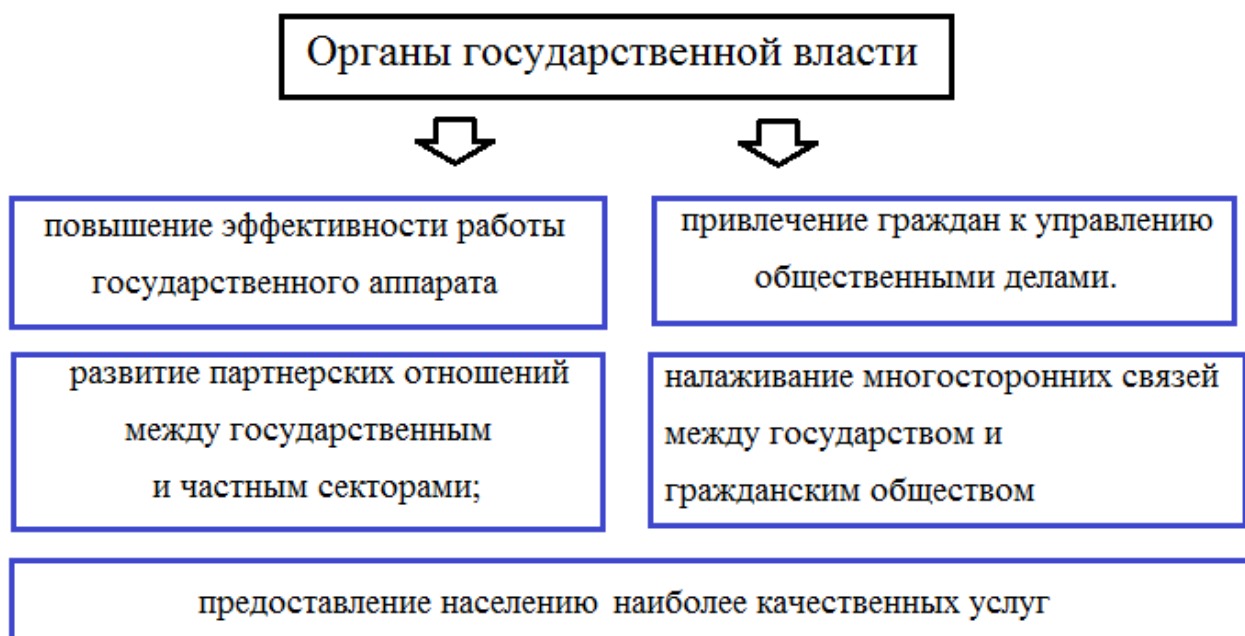 Органы государственной власти
повышение эффективности работы
государственного аппарата
привлечение граждан к управлению
общественными делами.
развитие партнерских отношений
между государственным
и частным секторами;
налаживание многосторонних связей
между государством и
гражданским обществом
предоставление населению наиболее качественных услуг